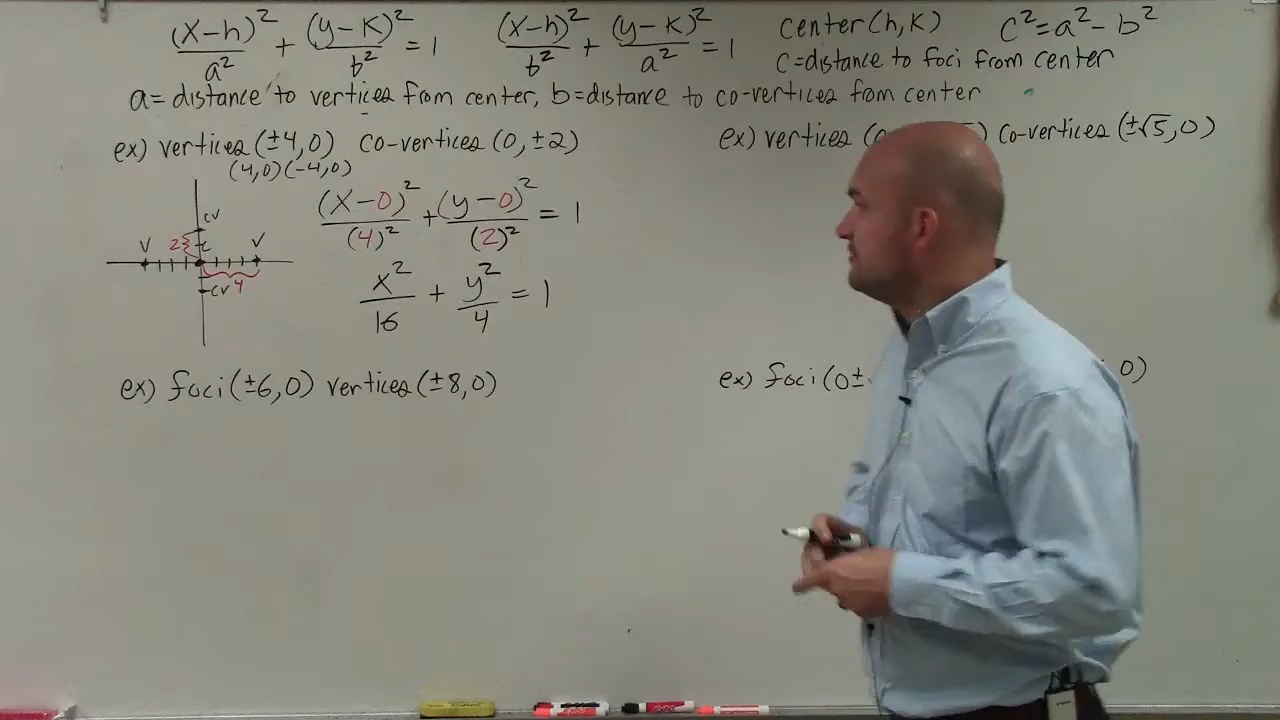 (x-h)²/a² + (y-k)²/b² = 1   (x-h)²/b² + (y-k)²/a² = 1   center (h,k)   c²=a²-b²
c=distance to foci from center
a= distance to vertices from center, b=distance to co-vertices from center
ex) vertices (±4,0) co-vertices (0,±2)
(4,0)(-4,0)
(x-0)²/(4)² + (y-0)²/(2)² = 1
x²/16 + y²/4 = 1
cv
2
c
v
v
4
cv
ex) foci (±6,0) vertices (±8,0)
ex) vertices ( ) co-vertices (±√5,0)
ex) foci (0± 0)